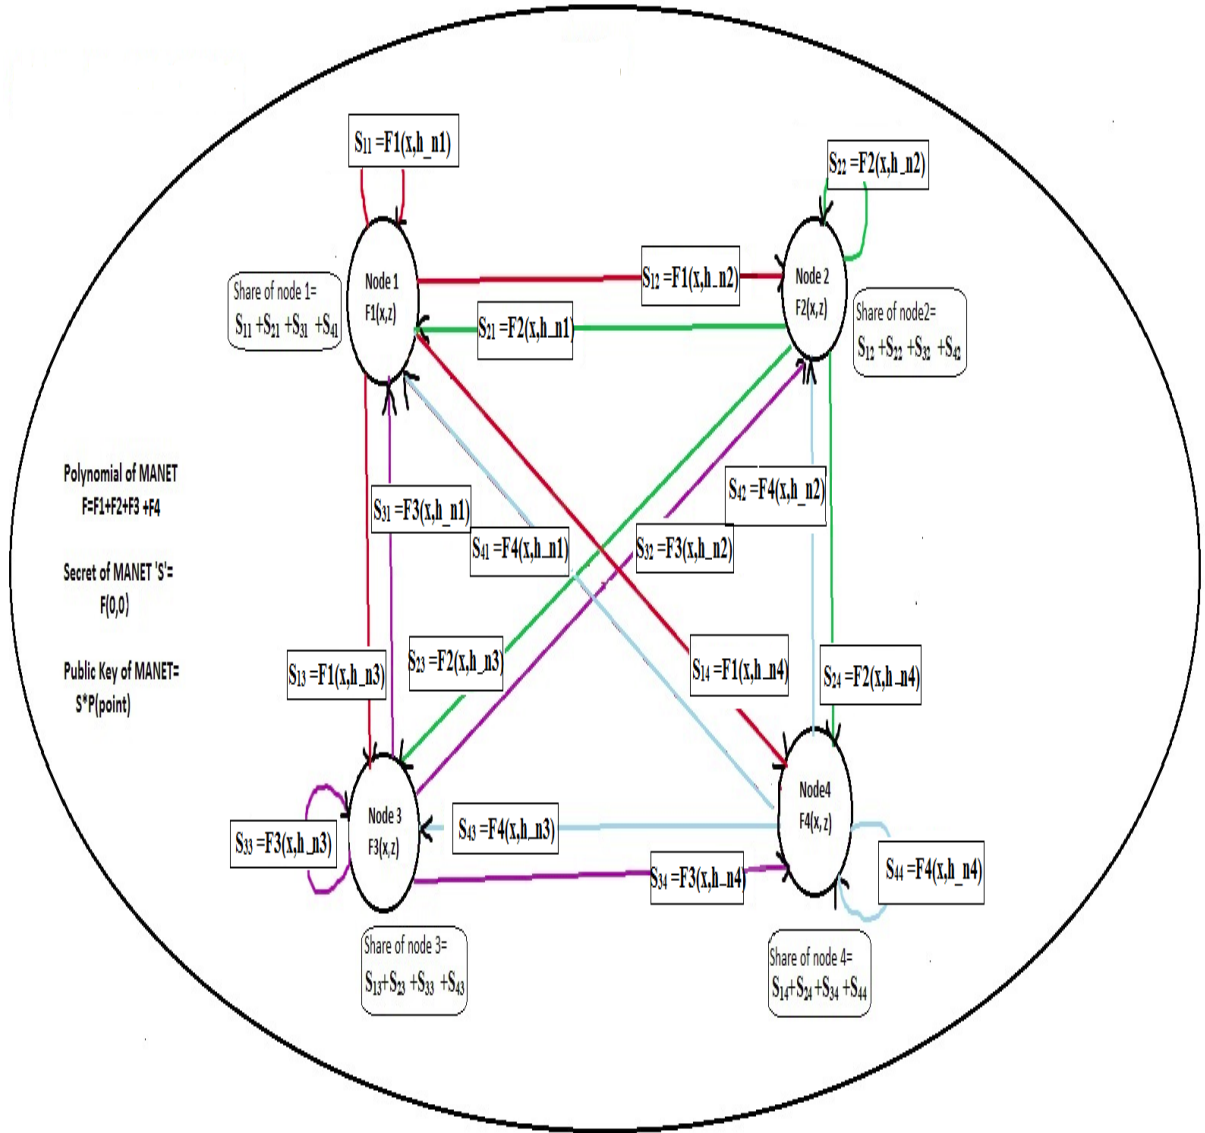 S11 =F1(x,h_n1)
S22 =F2(x,h_n2)
Node 1
F1(x,z)
Node 2
F2(x,z)
S12 =F1(x,h_n2)
S21 =F2(x,h_n1)
Share of node 1=
S11 +S21 +S31 +S41
Share of node2=
S12 +S22 +S32 +S42
Polynomial of MANET
F=F1+F2+F3 +F4
Secret of MANET 'S'=
F(0,0)
Public Key of MANET=
S*P(point)
S31 =F3(x,h_n1)
S41 =F4(x,h_n1)
S32 =F3(x,h_n2)
S42 =F4(x,h_n2)
S13 =F1(x,h_n3)
S23 =F2(x,h_n3)
S14 =F1(x,h_n4)
S24 =F2(x,h_n4)
Node 3
F3(x,z)
Node4
F4(x,z)
S33 =F3(x,h_n3)
S43 =F4(x,h_n3)
S34 =F3(x,h_n4)
S44 =F4(x,h_n4)
Share of node 3=
S13+S23 +S33 +S43
Share of node 4=
S14+S24 +S34 +S44